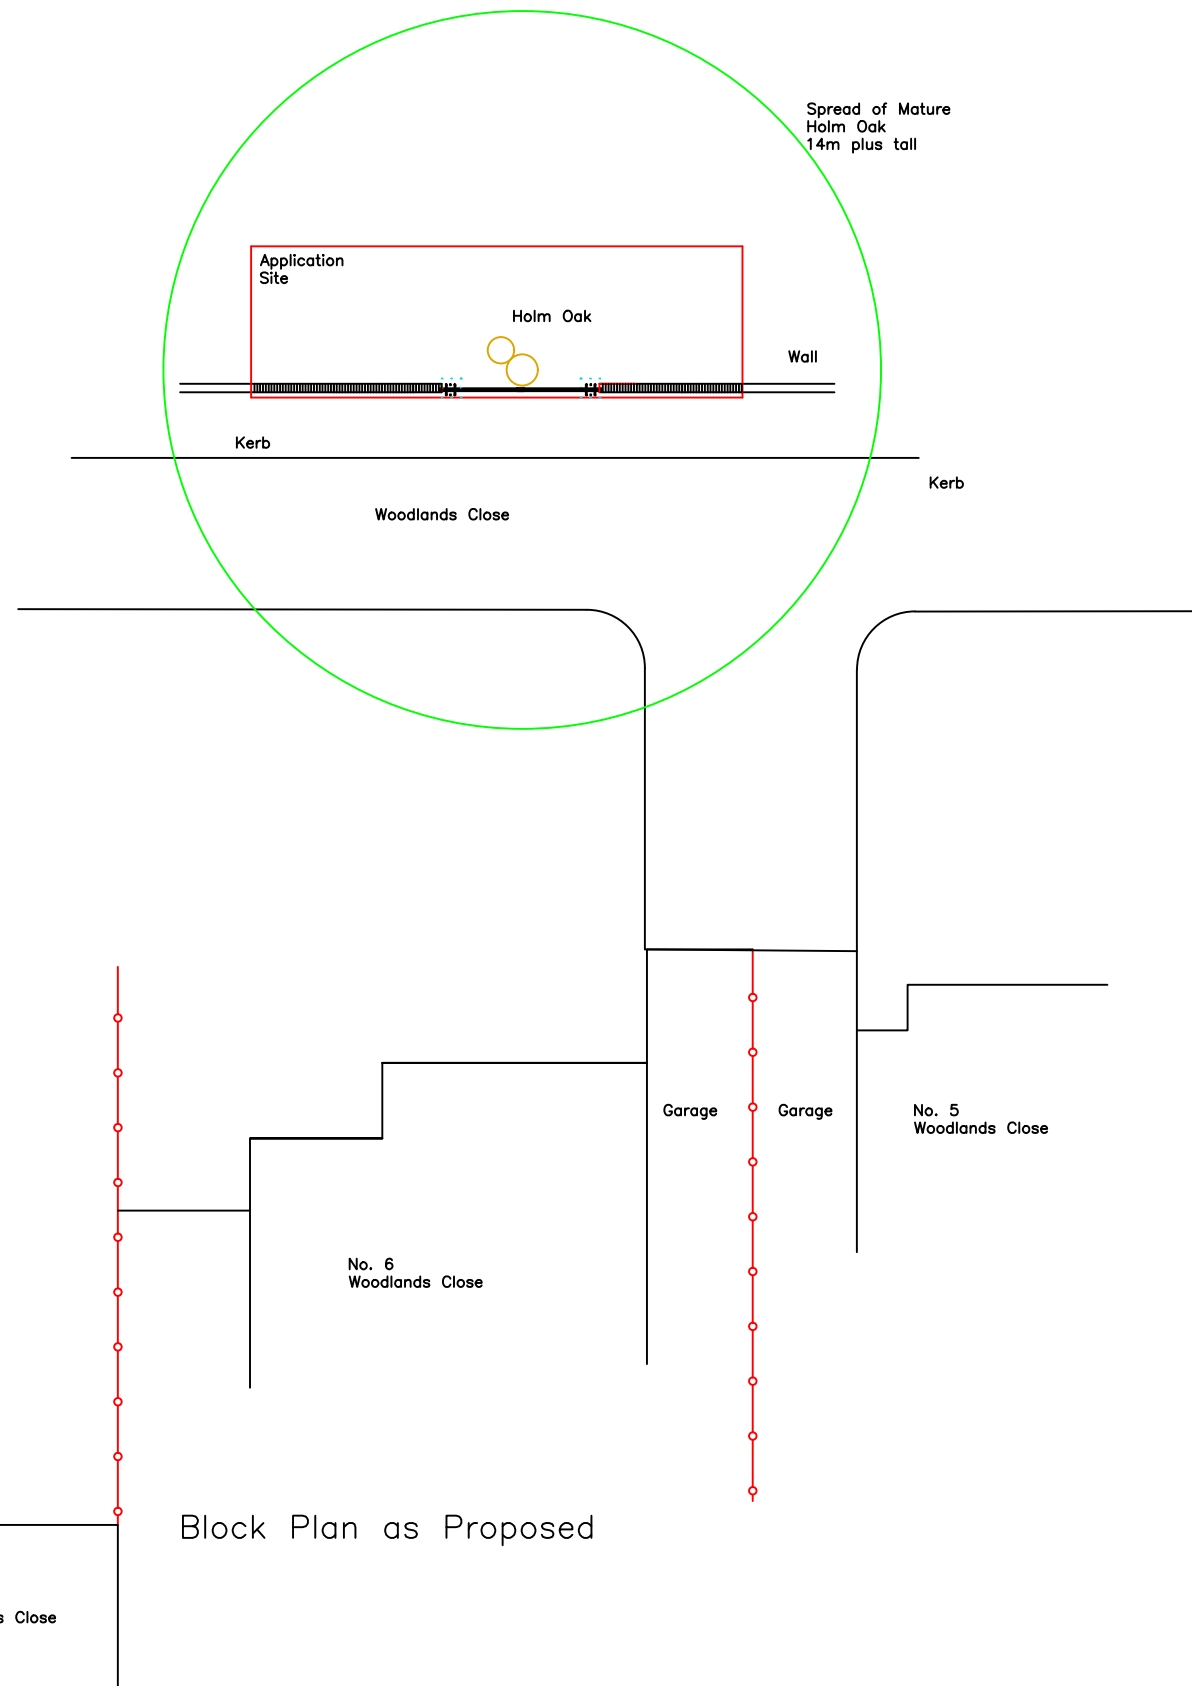 Spread of Mature
Holm Oak
14m plus tall
Application
Site
Holm Oak
Wall
Kerb
Kerb
Woodlands Close
Garage
Garage
No. 5
Woodlands Close
No. 6
Woodlands Close
Block Plan as Proposed
Close